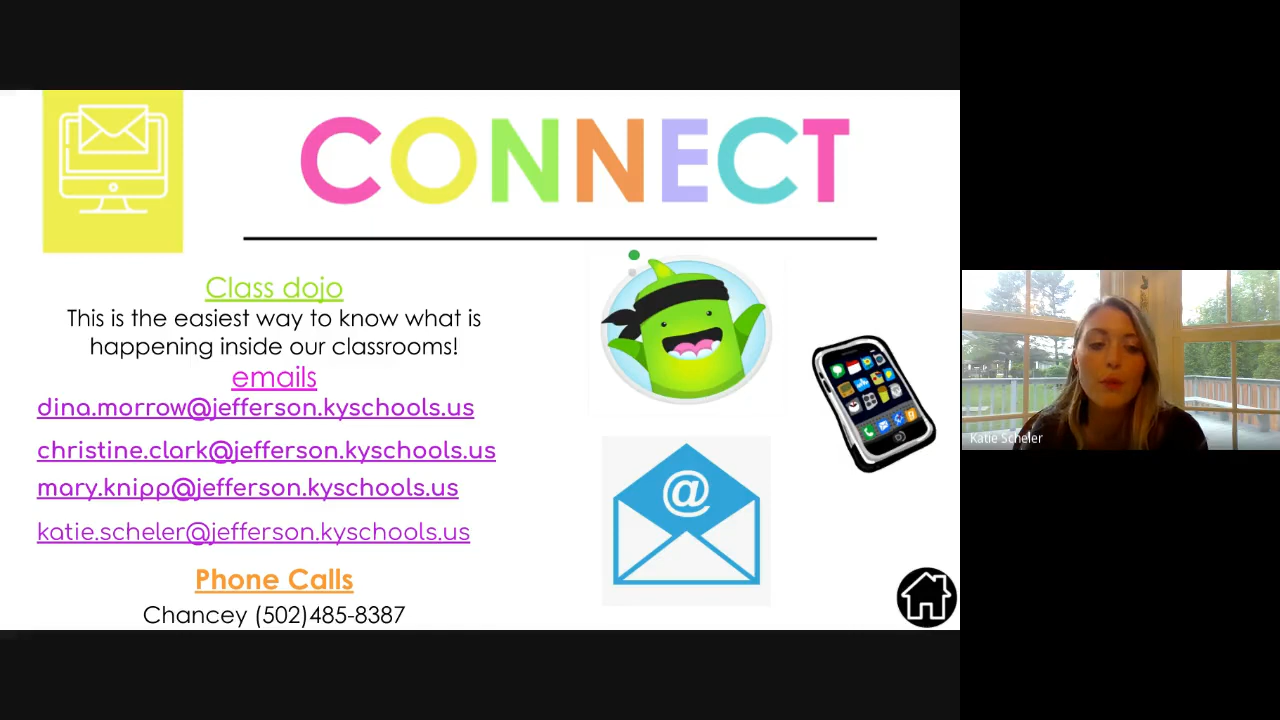 CONNECT
Class dojo
This is the easiest way to know what is
happening inside our classrooms!
emails
dina.morrow@jefferson.kyschools.us
christine.clark@jefferson.kyschools.us
mary.knipp@jefferson.kyschools.us
katie.scheler@jefferson.kyschools.us
Phone Calls
Chancey (502)485-8387
@
Katie Scheler